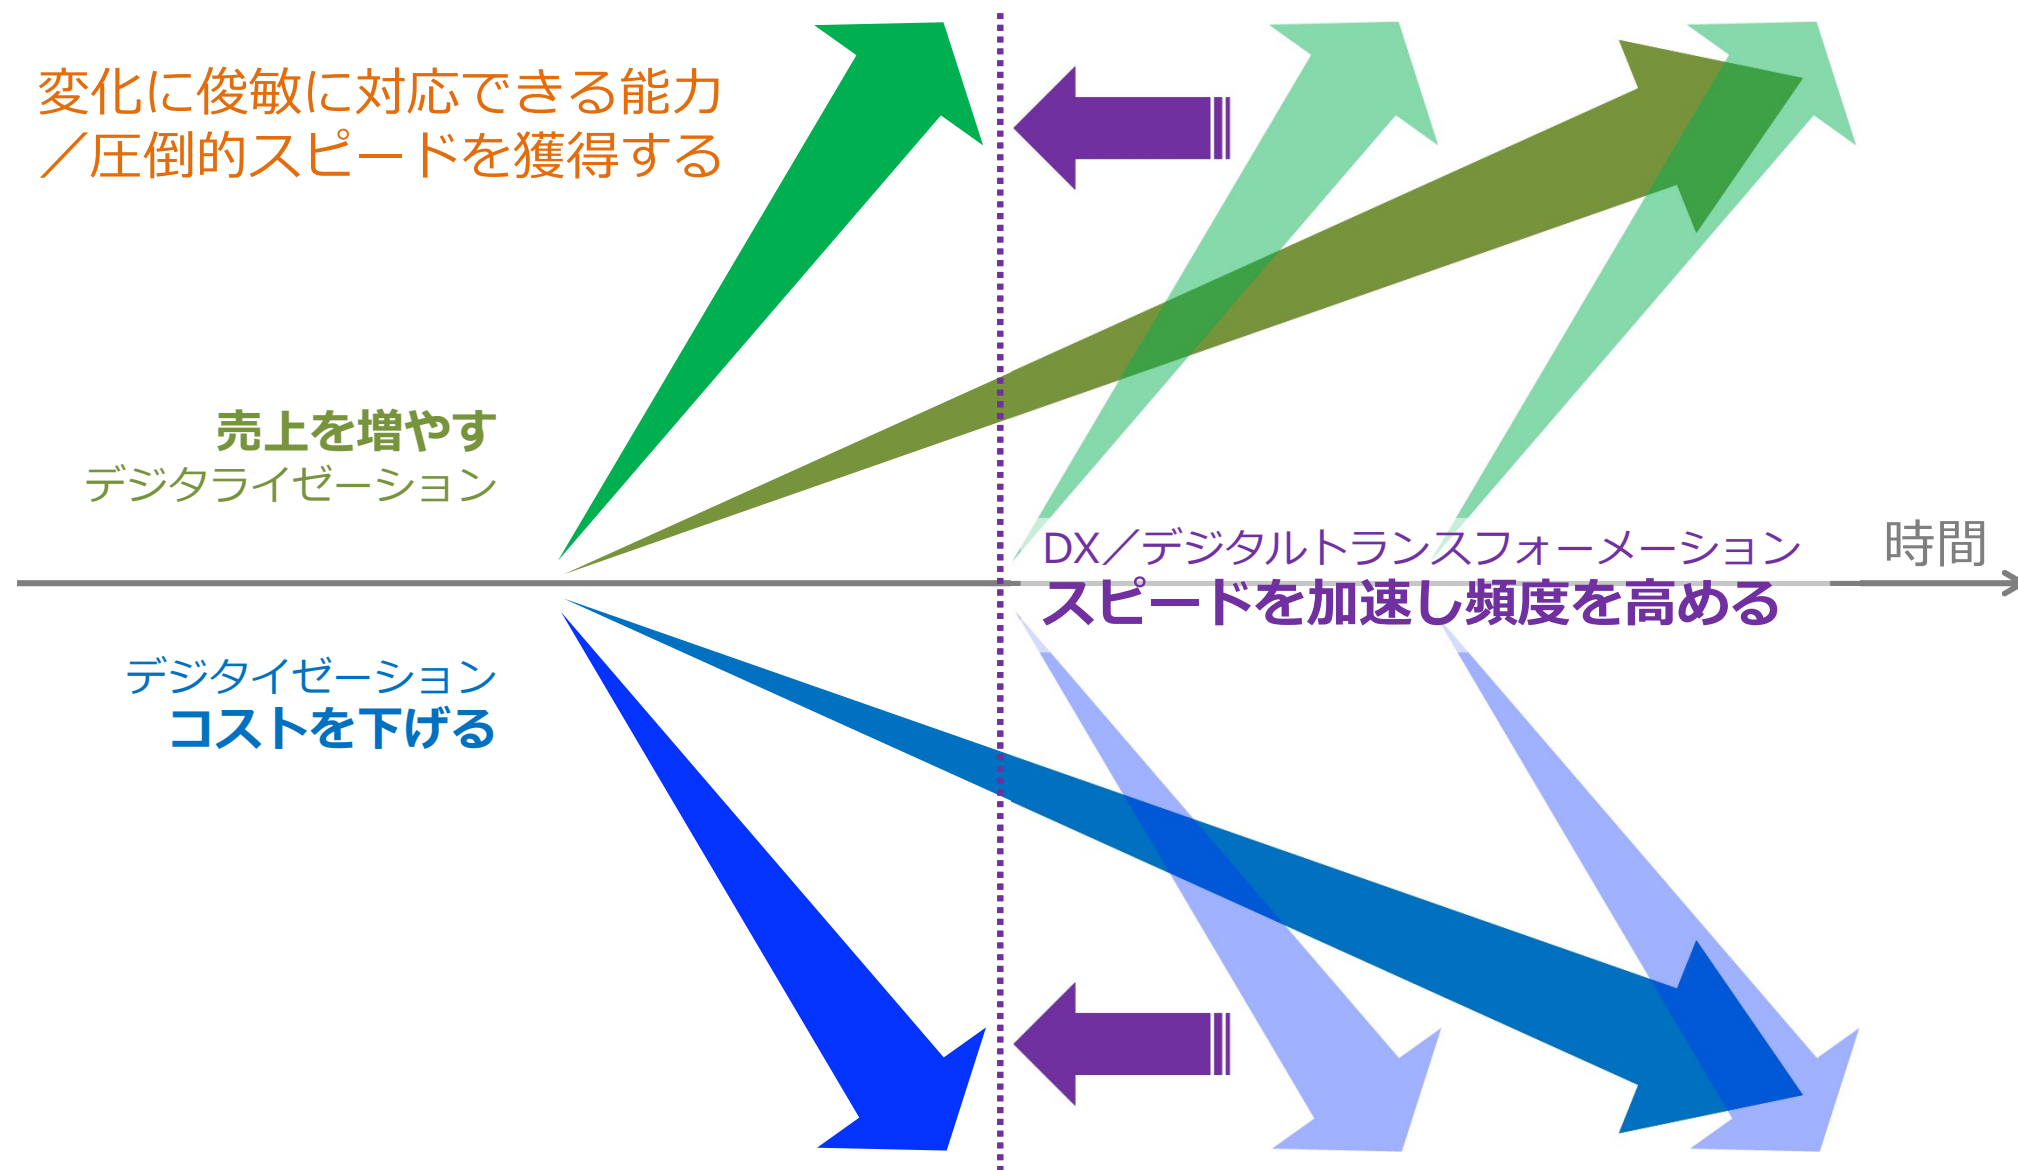 変化に俊敏に対応できる能力
／圧倒的スピードを獲得する
売上を増やす
デジタライゼーション
DX／デジタルトランスフォーメーション
スピードを加速し頻度を高める
時間
デジタイゼーション
コストを下げる